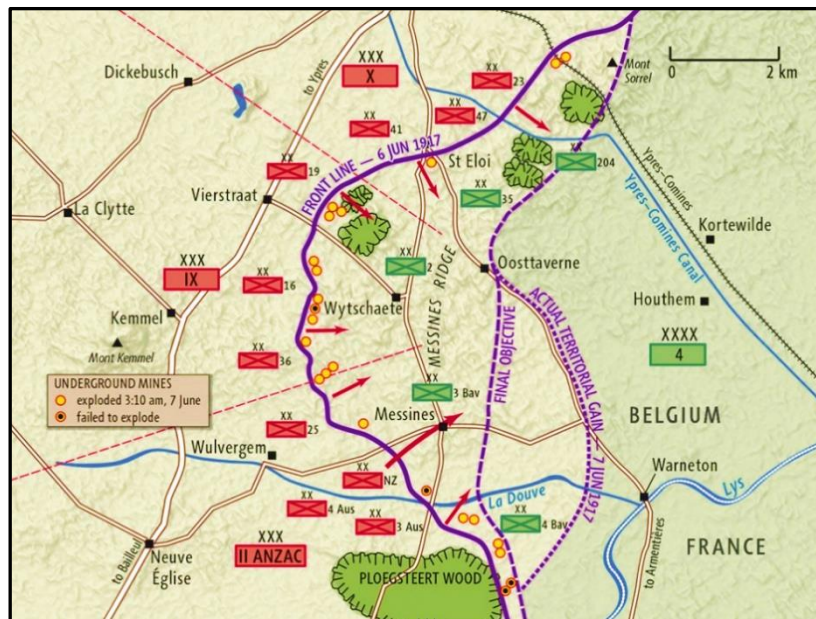 XXX
X
XX
23
Mont
Sorrel
0 2 km
Dickebusch
to Ypres
XX
47
XX
41
XX
19
FRONT LINE — 6 JUN 1917
St Eloi
XX
204
Ypres–Comines
Ypres–Comines Canal
Vierstraat
XX
35
La Clytte
Kortewilde
XXX
IX
XX
2
MESSINES RIDGE
Oosttaverne
XX
16
Wytschaete
Houthem
Kemmel
XXXX
4
Mont Kemmel
XX
36
FINAL OBJECTIVE
ACTUAL TERRITORIAL GAIN — 7 JUN 1917
UNDERGROUND MINES
exploded 3:10 am, 7 June
failed to explode
XX
3 Bav
Messines
BELGIUM
XX
25
Wulvergem
Warneton
XX
NZ
La Douve
Lys
XX
4 Aus
XX
3 Aus
XX
4 Bav
XXX
II ANZAC
FRANCE
to Bailleul
Neuve
Église
PLOEGSTEERT WOOD
to Armentières